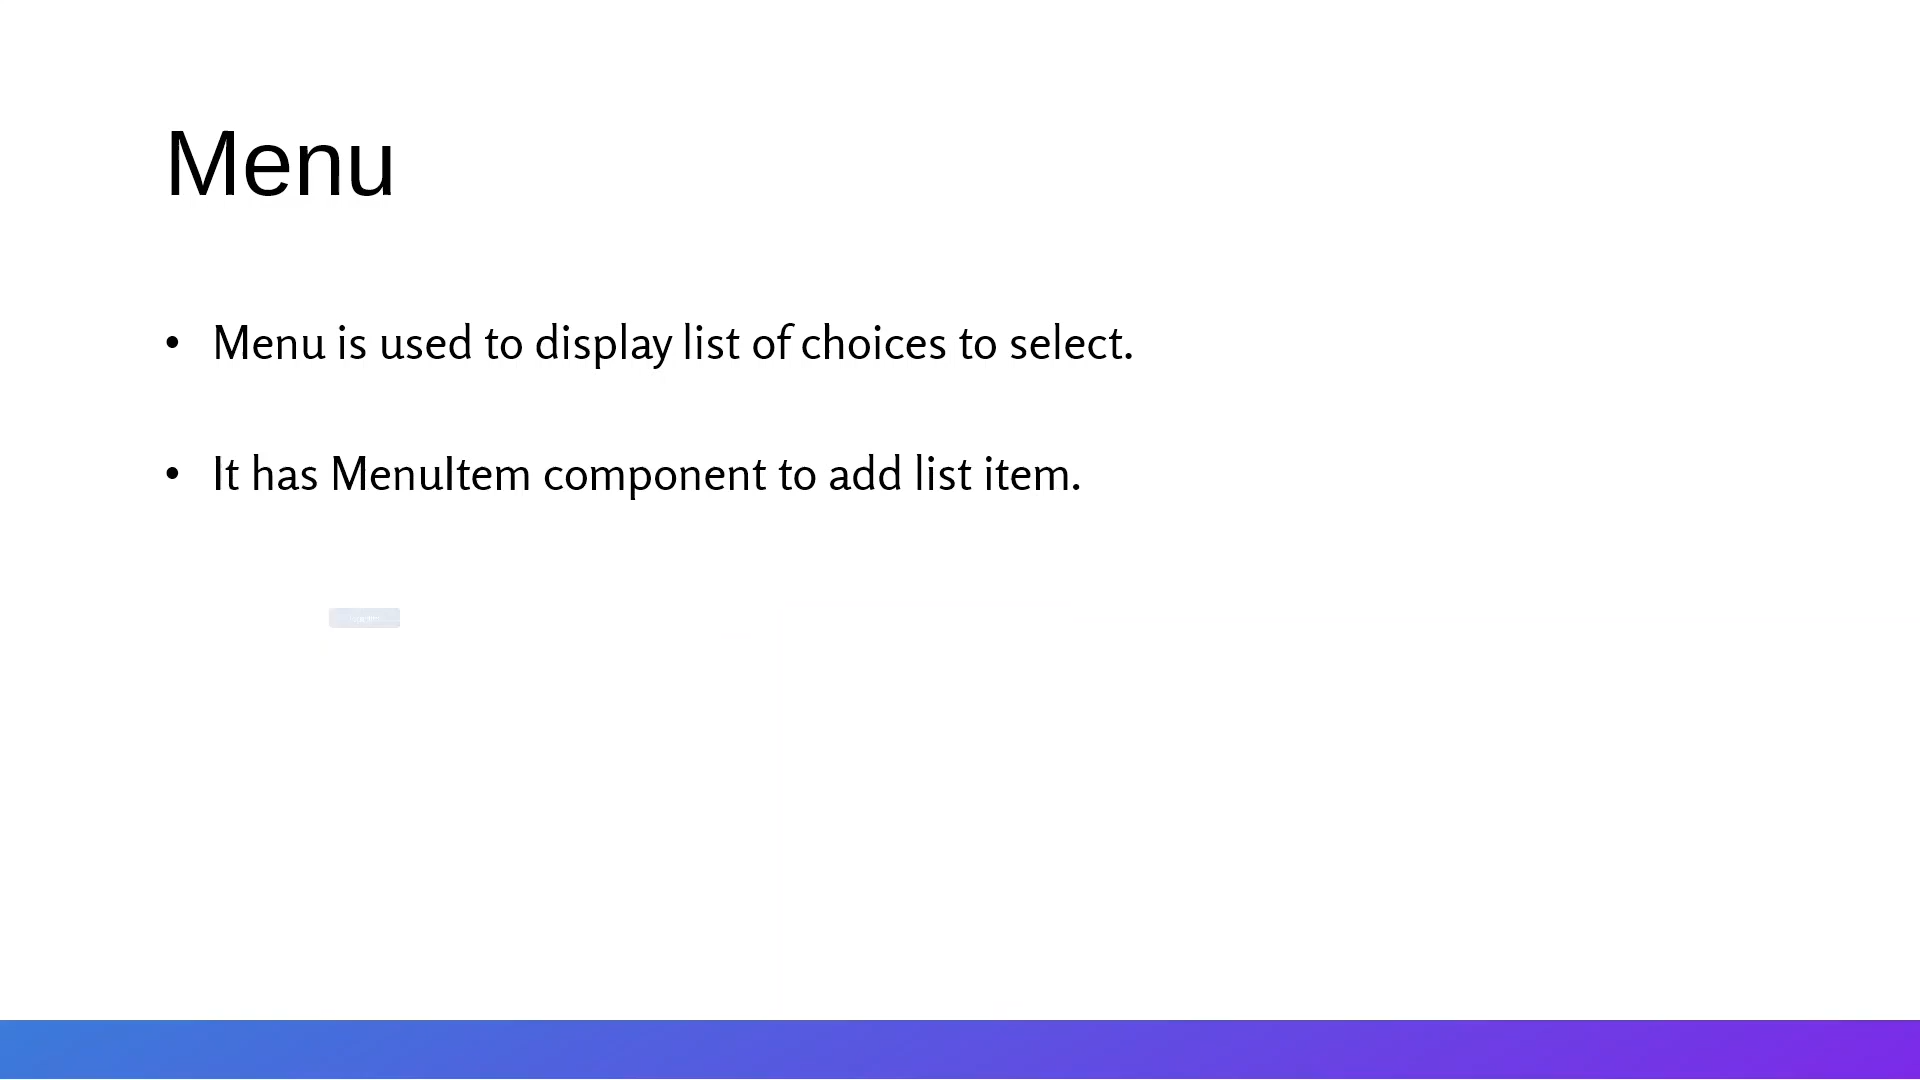 Menu
• Menu is used to display list of choices to select.
• It has MenuItem component to add list item.